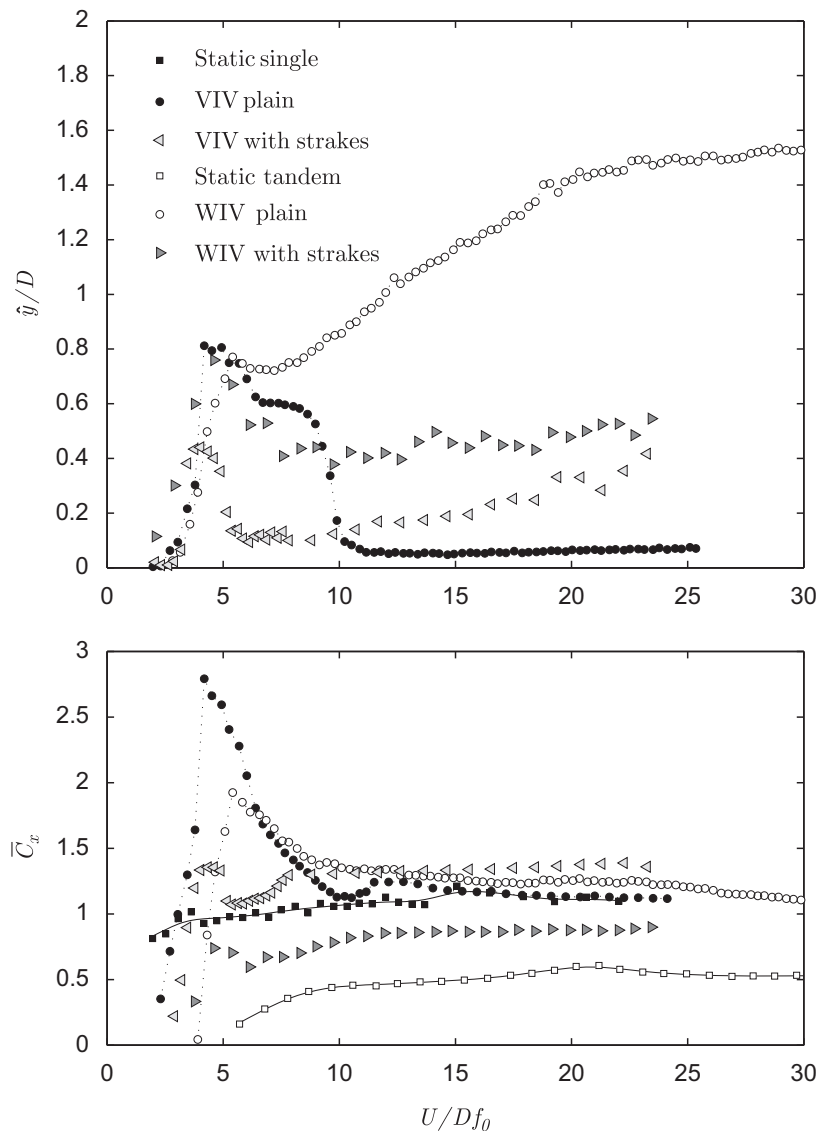 2
1.8
Static single
1.6
VIV plain
VIV with strakes
1.4
Static tandem
WIV plain
1.2
WIV with strakes
ŷ/D
1
0.8
0.6
0.4
0.2
0
0 5 10 15 20 25 30
3
2.5
2
C̅ₓ
1.5
1
0.5
0
0 5 10 15 20 25 30
U/Df₀